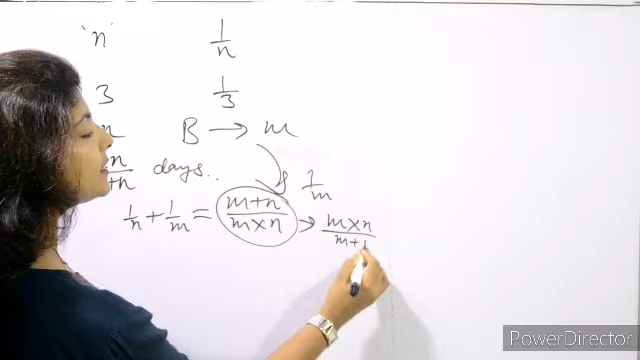 'n' 1/n
3 1/3
n B → m
n/+n days..
1/m
1/n + 1/m = m+n/m×n → m×n/m+
PowerDirector